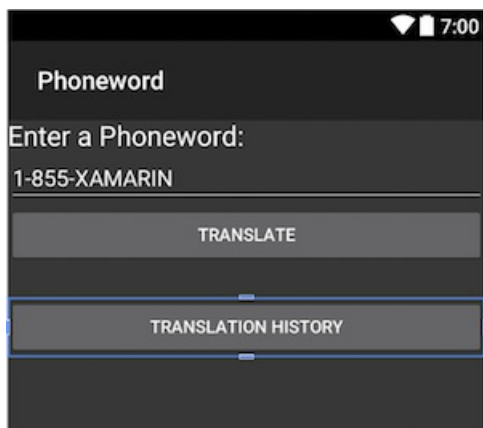 7:00
Phoneword
Enter a Phoneword:
1-855-XAMARIN
TRANSLATE
TRANSLATION HISTORY